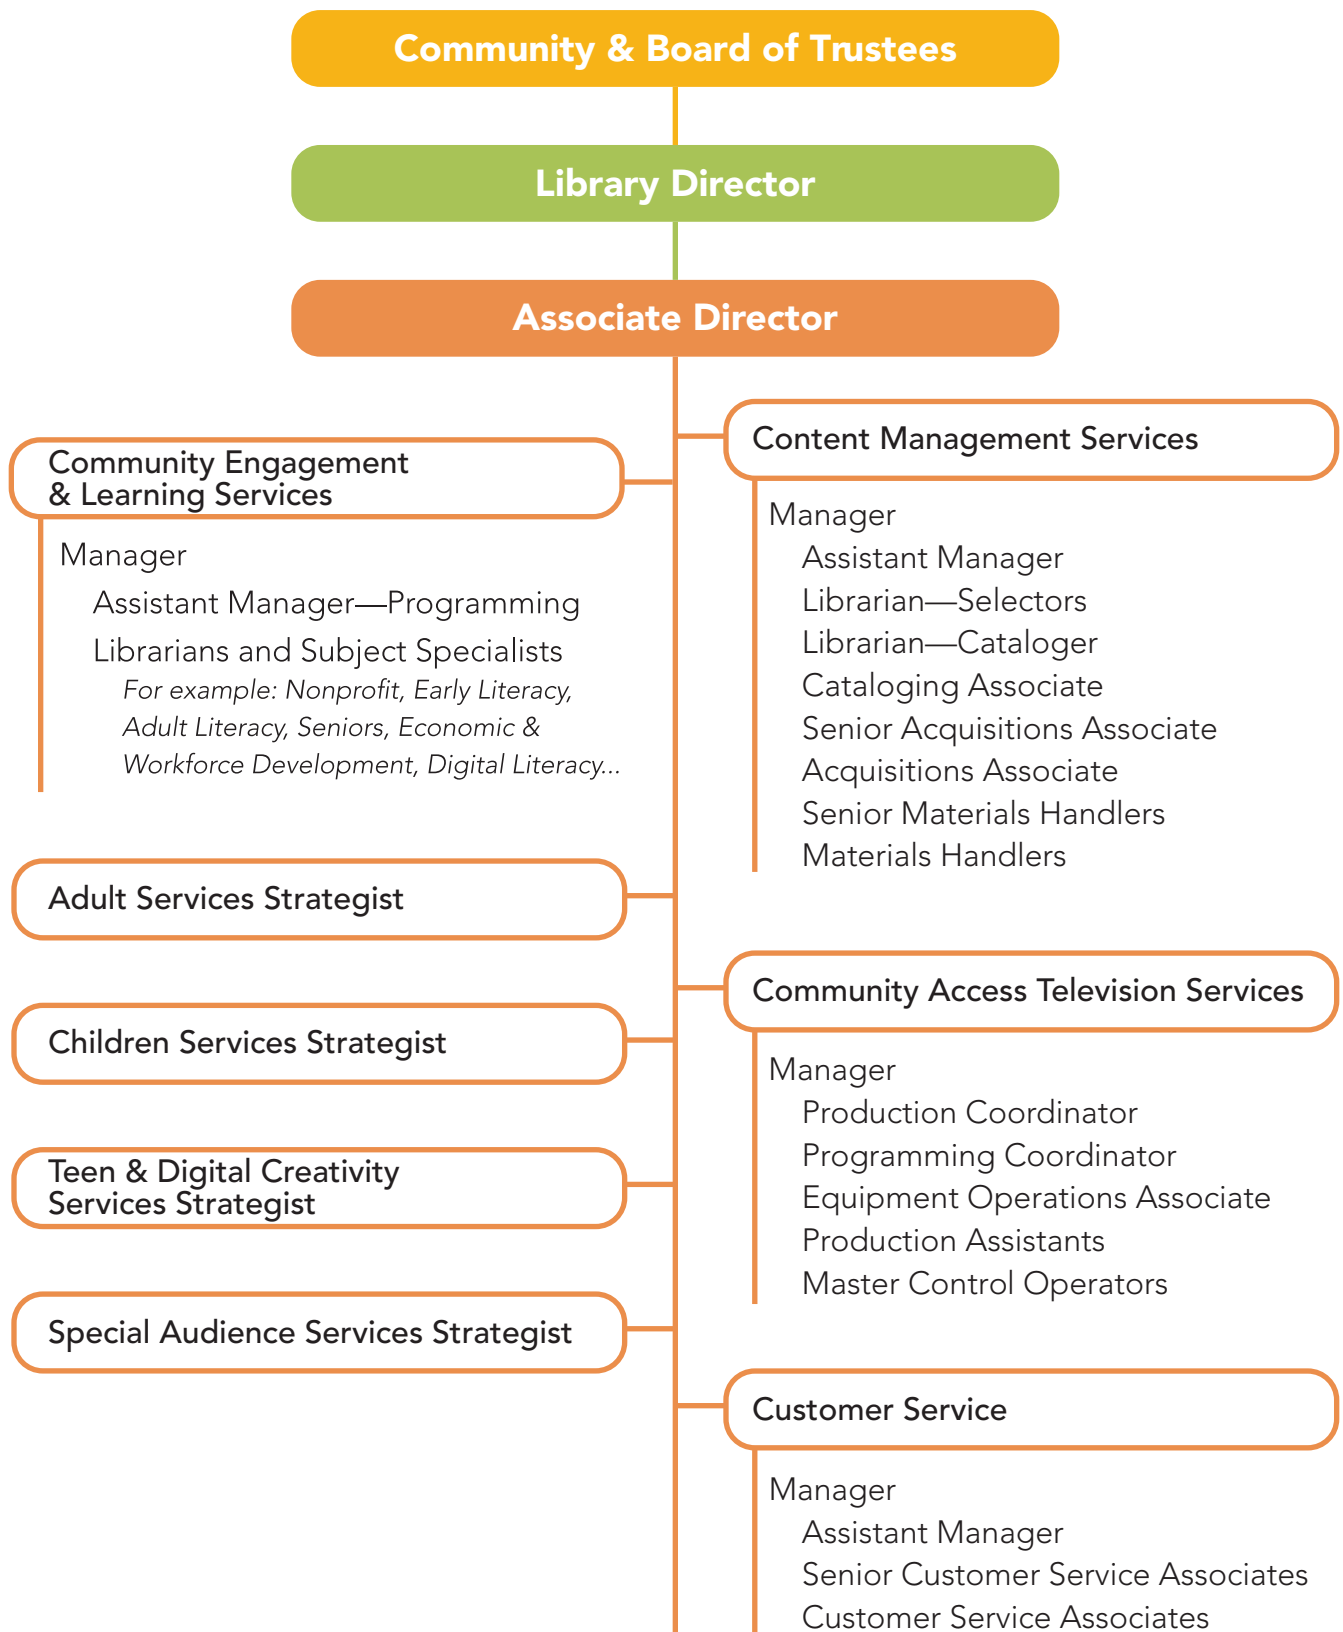 Community & Board of Trustees
Library Director
Associate Director
Community Engagement
& Learning Services
Manager
Assistant Manager—Programming
Librarians and Subject Specialists
For example: Nonprofit, Early Literacy,
Adult Literacy, Seniors, Economic &
Workforce Development, Digital Literacy...
Adult Services Strategist
Children Services Strategist
Teen & Digital Creativity
Services Strategist
Special Audience Services Strategist
Content Management Services
Manager
Assistant Manager
Librarian—Selectors
Librarian—Cataloger
Cataloging Associate
Senior Acquisitions Associate
Acquisitions Associate
Senior Materials Handlers
Materials Handlers
Community Access Television Services
Manager
Production Coordinator
Programming Coordinator
Equipment Operations Associate
Production Assistants
Master Control Operators
Customer Service
Manager
Assistant Manager
Senior Customer Service Associates
Customer Service Associates